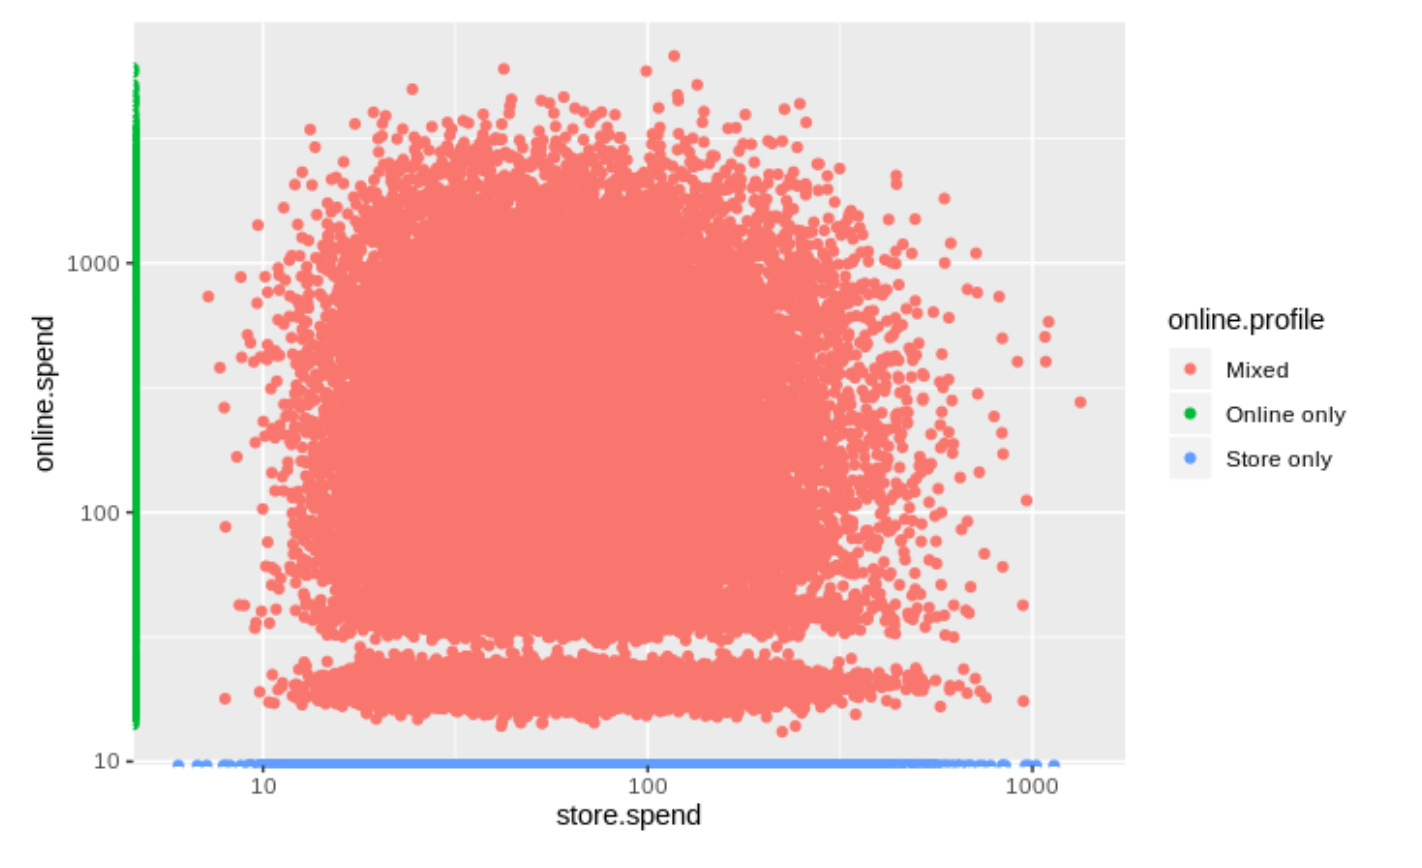 online.spend
1000
100
10
10
100
1000
store.spend
online.profile
Mixed
Online only
Store only